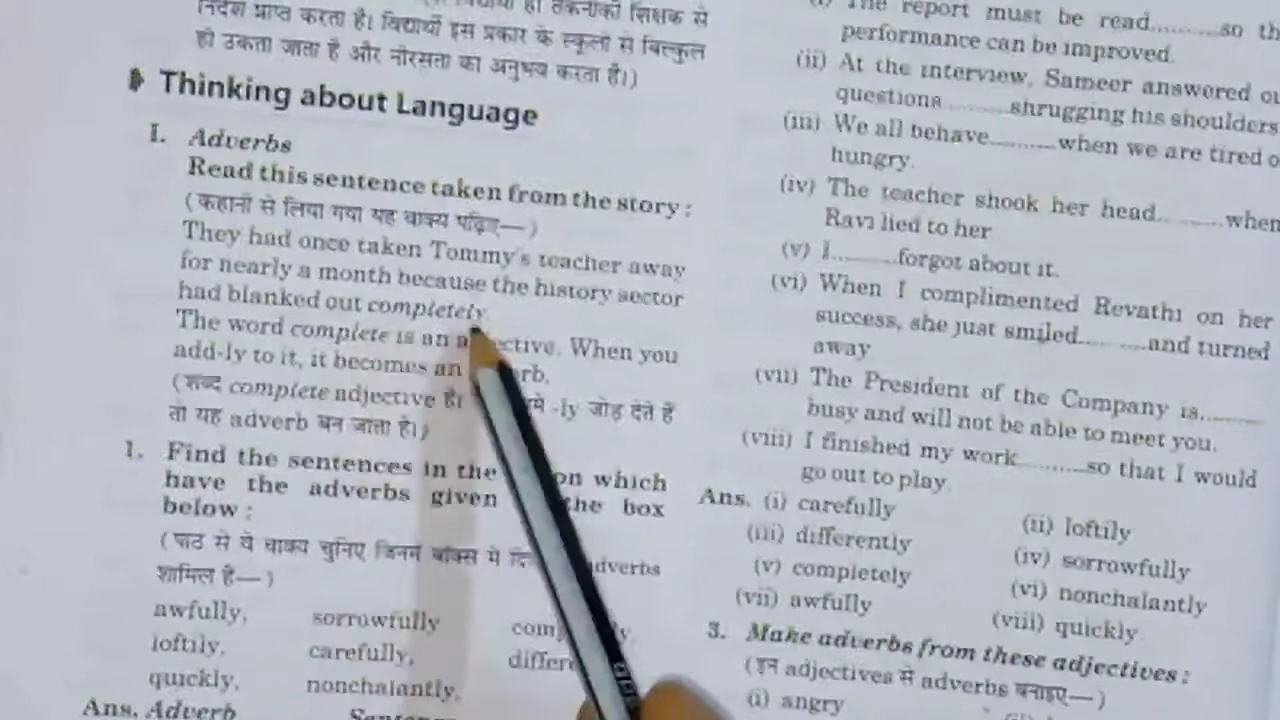 निर्देश प्राप्त करता है। विद्यार्थी इस प्रकार के स्कूलों से बिल्कुल
ही उकता जाता है और नीरसता का अनुभव करता है।)
Thinking about Language
I. Adverbs
Read this sentence taken from the story :
(कहानी से लिया गया यह वाक्य पढ़िए—)
They had once taken Tommy's teacher away
for nearly a month because the history sector
had blanked out completely.
The word complete is an a ective. When you
add-ly to it, it becomes an erb.
(शब्द complete adjective है। -ly जोड़ देते हैं
तो यह adverb बन जाता है।)
1. Find the sentences in the on which
have the adverbs given the box
below :
(पाठ से ये वाक्य चुनिए जिनमें बॉक्स में dverbs
शामिल हैं—)
awfully, sorrowfully
loftily, carefully, differe
quickly, nonchalantly,
Ans. Adverb
The report must be read..........so th
performance can be improved.
(ii) At the interview, Sameer answered ou
questions..........shrugging his shoulders
(iii) We all behave..........when we are tired o
hungry.
(iv) The teacher shook her head..........when
Ravi lied to her
(v) I..........forgot about it.
(vi) When I complimented Revathi on her
success, she just smiled..........and turned
away
(vii) The President of the Company is..........
busy and will not be able to meet you.
(viii) I finished my work..........so that I would
go out to play.
Ans. (i) carefully (ii) loftily
(iii) differently (iv) sorrowfully
(v) completely (vi) nonchalantly
(vii) awfully (viii) quickly
3. Make adverbs from these adjectives :
(इन adjectives से adverbs बनाइए—)
(i) angry